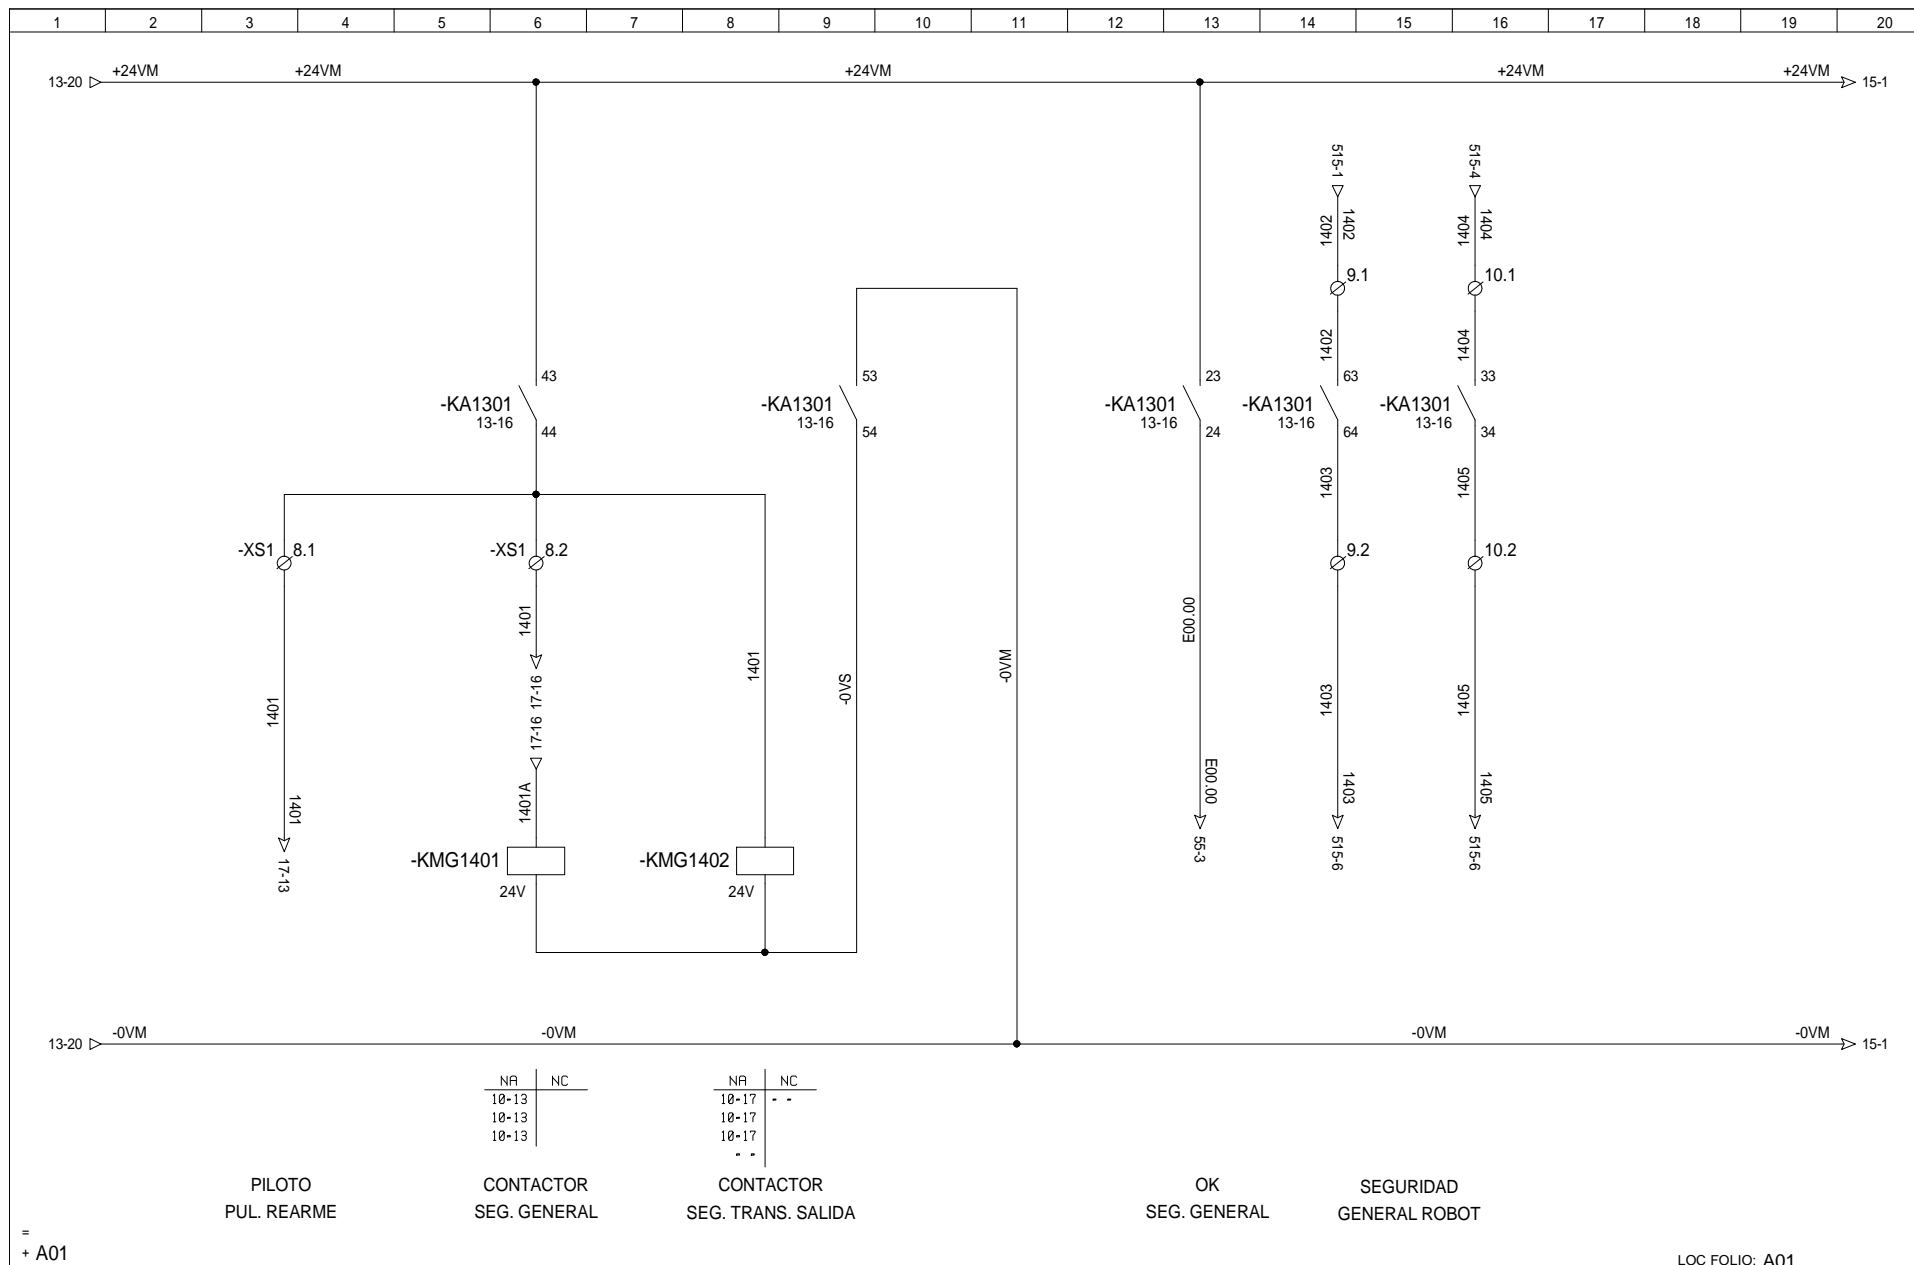 1 2 3 4 5 6 7 8 9 10 11 12 13 14 15 16 17 18 19 20
+24VM +24VM +24VM +24VM +24VM
13-20 15-1
515-1 515-4
1402 1402 1404 1404
9.1 10.1
1402 1404
43 53 23 63 33
-KA1301 -KA1301 -KA1301 -KA1301 -KA1301
13-16 13-16 13-16 13-16 13-16
44 54 24 64 34
1403 1405
-XS1 8.1 -XS1 8.2 9.2 10.2
1401 E00.00
1401 -0VS -0VM
17-16
1401 1403 1405
17-16
1401 1401A E00.00 1403 1405
-KMG1401 -KMG1402
17-13 55-3 515-6 515-6
24V 24V
-0VM -0VM -0VM -0VM
13-20 15-1
NA NC NA NC
10-13 10-17 - -
10-13 10-17
10-13 10-17
- -
PILOTO CONTACTOR CONTACTOR OK SEGURIDAD
PUL. REARME SEG. GENERAL SEG. TRANS. SALIDA SEG. GENERAL GENERAL ROBOT
=
+ A01
LOC FOLIO: A01